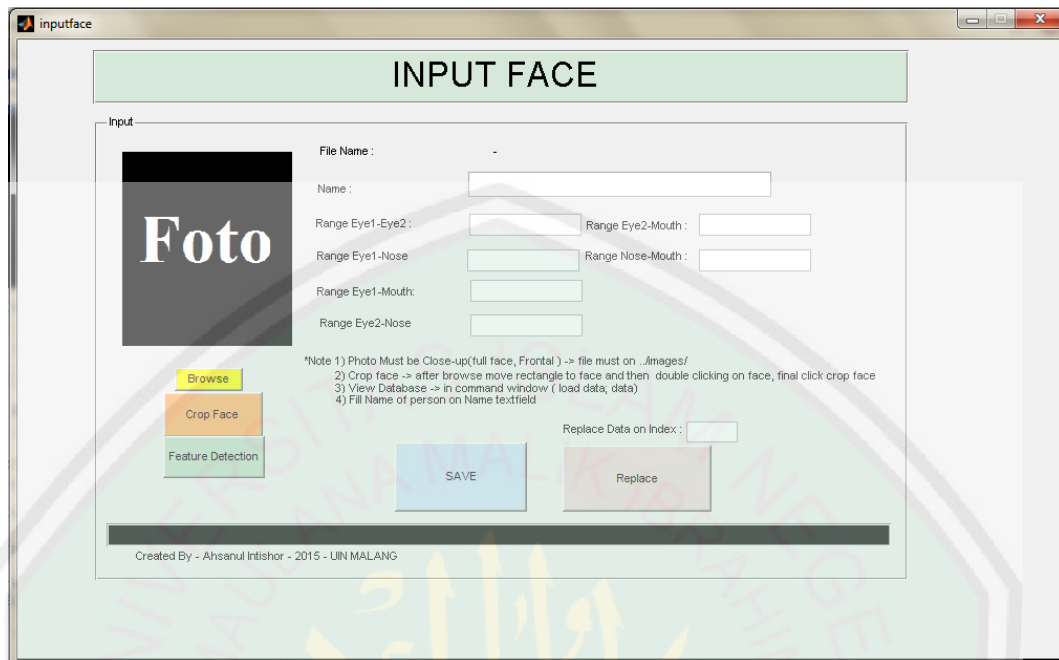 inputface
INPUT FACE
Input
File Name : -
Foto
Name :
Range Eye1-Eye2 : Range Eye2-Mouth :
Range Eye1-Nose Range Nose-Mouth :
Range Eye1-Mouth:
Range Eye2-Nose
*Note 1) Photo Must be Close-up(full face, Frontal ) -> file must on ../images/
2) Crop face -> after browse move rectangle to face and then double clicking on face, final click crop face
3) View Database -> in command window ( load data; data)
4) Fill Name of person on Name textfield
Browse
Crop Face
Feature Detection
Replace Data on Index :
SAVE
Replace
Created By - Ahsanul Intishor - 2015 - UIN MALANG
MAULANA MALIK IBRAHIM